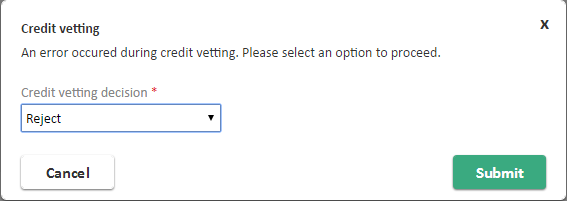 Credit vetting
x
An error occured during credit vetting. Please select an option to proceed.
Credit vetting decision *
Reject
Cancel
Submit